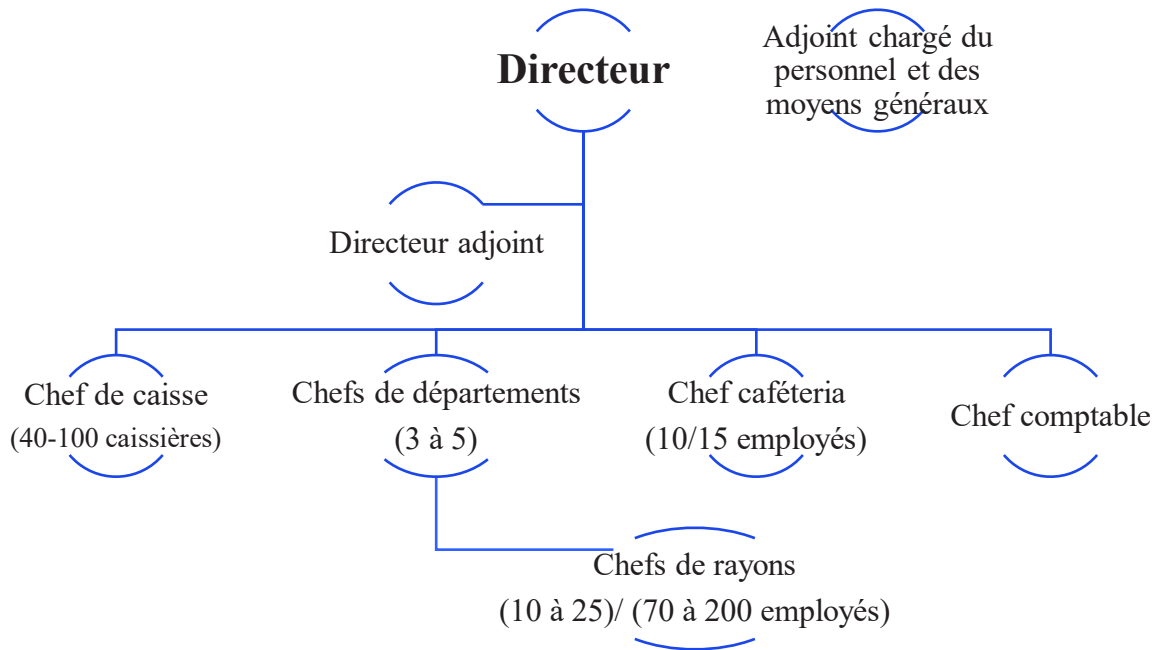 Directeur
Adjoint chargé du
personnel et des
moyens généraux
Directeur adjoint
Chef de caisse
(40-100 caissières)
Chefs de départements
(3 à 5)
Chef caféteria
(10/15 employés)
Chef comptable
Chefs de rayons
(10 à 25)/ (70 à 200 employés)